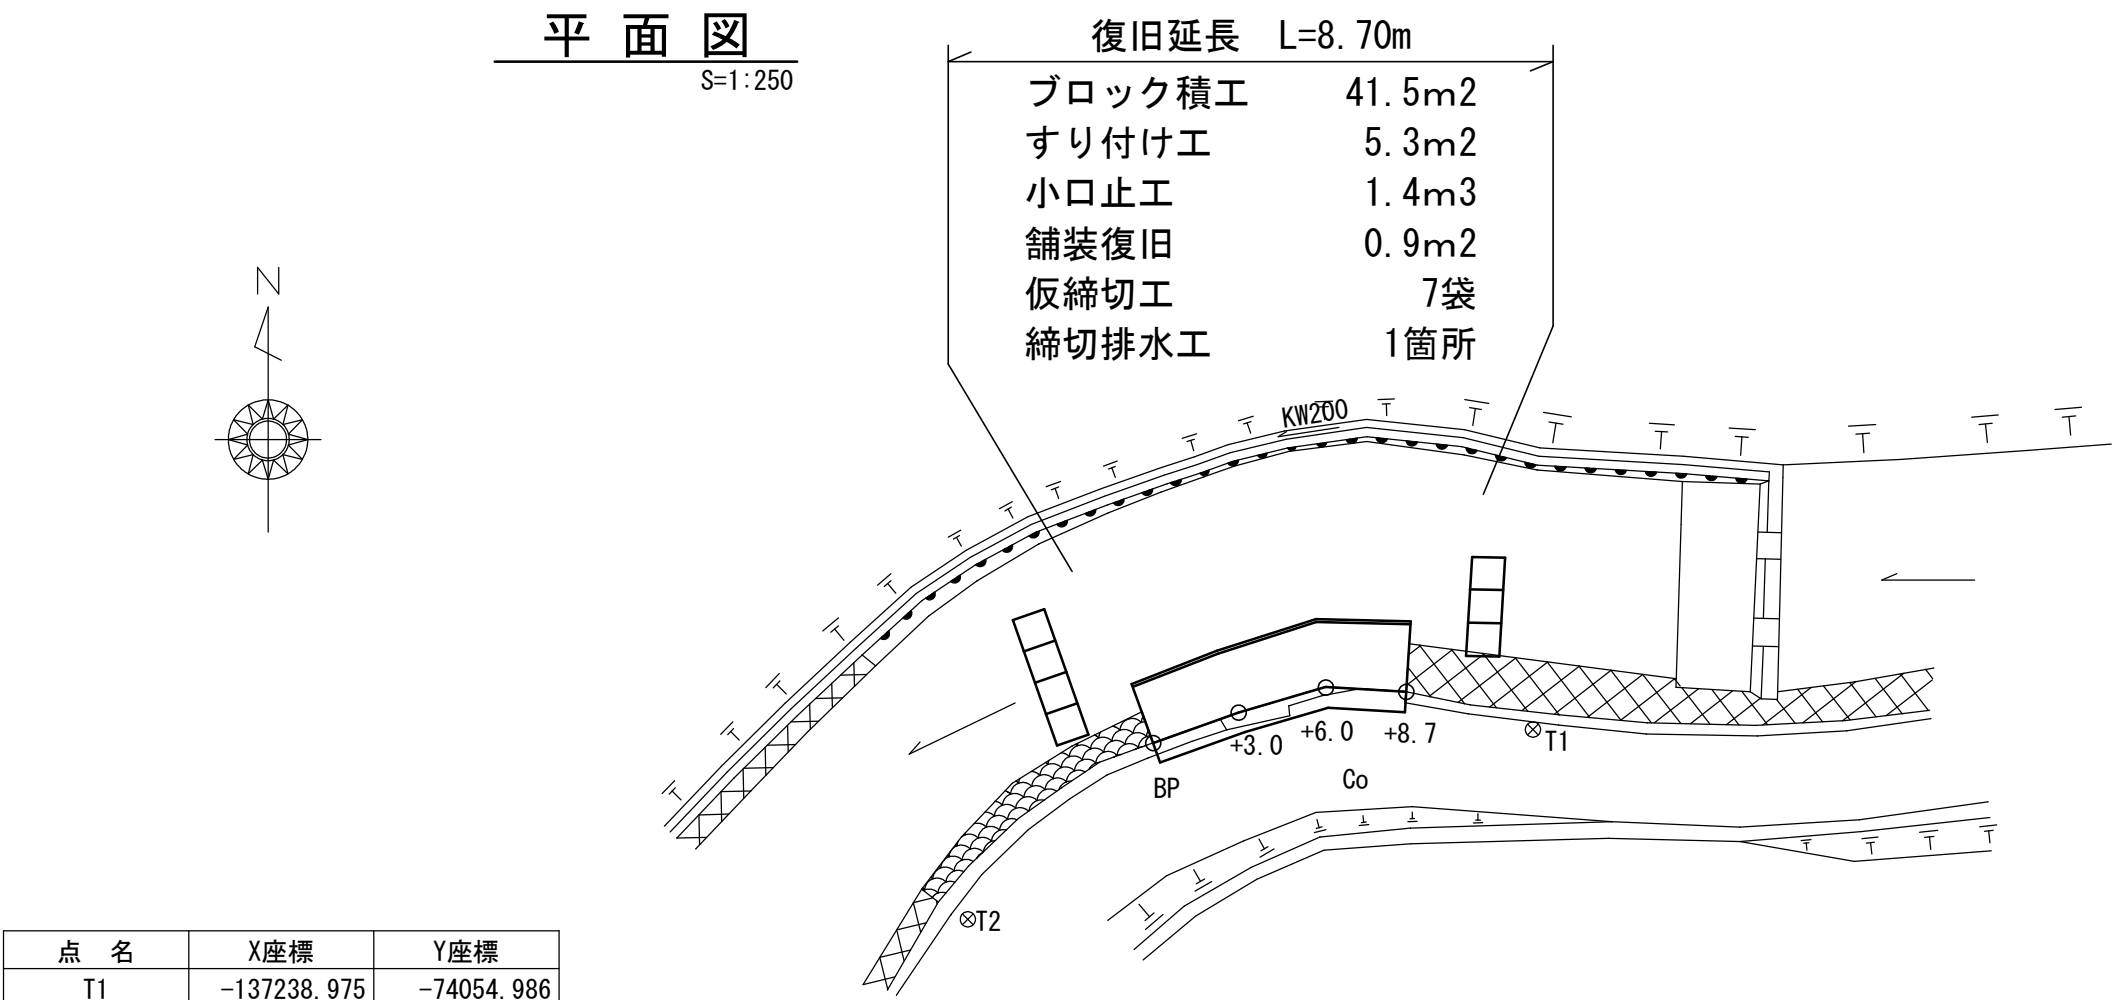 平面図
S=1:250
復旧延長 L=8.70m
ブロック積工 41.5m2
すり付け工 5.3m2
小口止工 1.4m3
舗装復旧 0.9m2
仮締切工 7袋
締切排水工 1箇所
N
KW200
+3.0
+6.0
+8.7
T1
BP
Co
T2
点 名 X座標 Y座標
T1 -137238.975 -74054.986